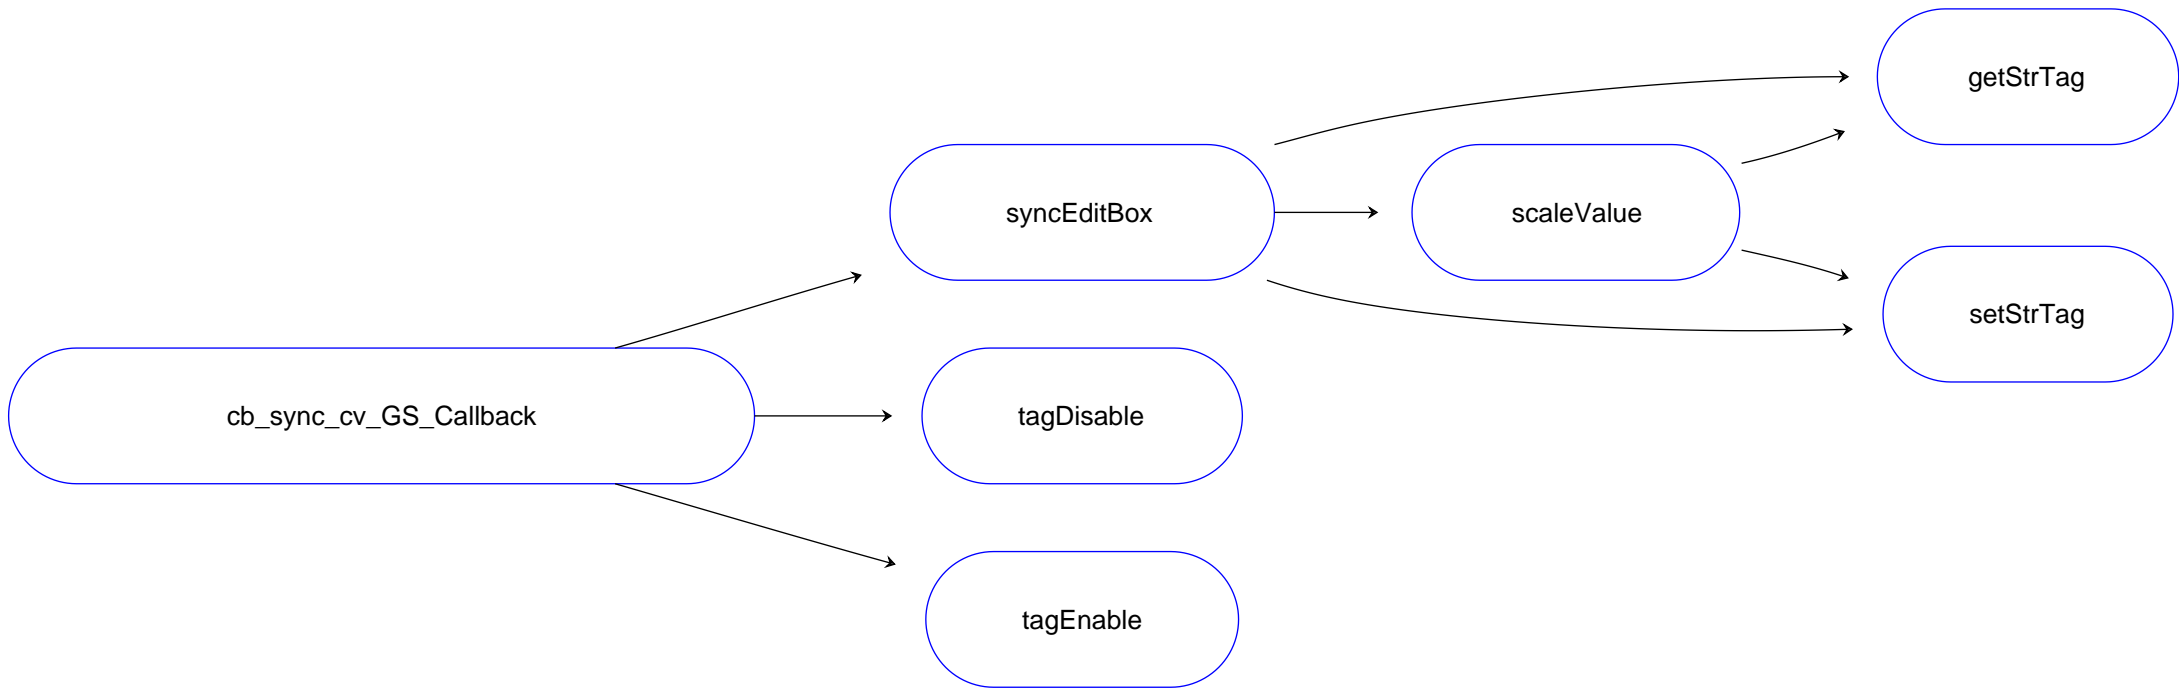 getStrTag
syncEditBox
scaleValue
setStrTag
cb_sync_cv_GS_Callback
tagDisable
tagEnable